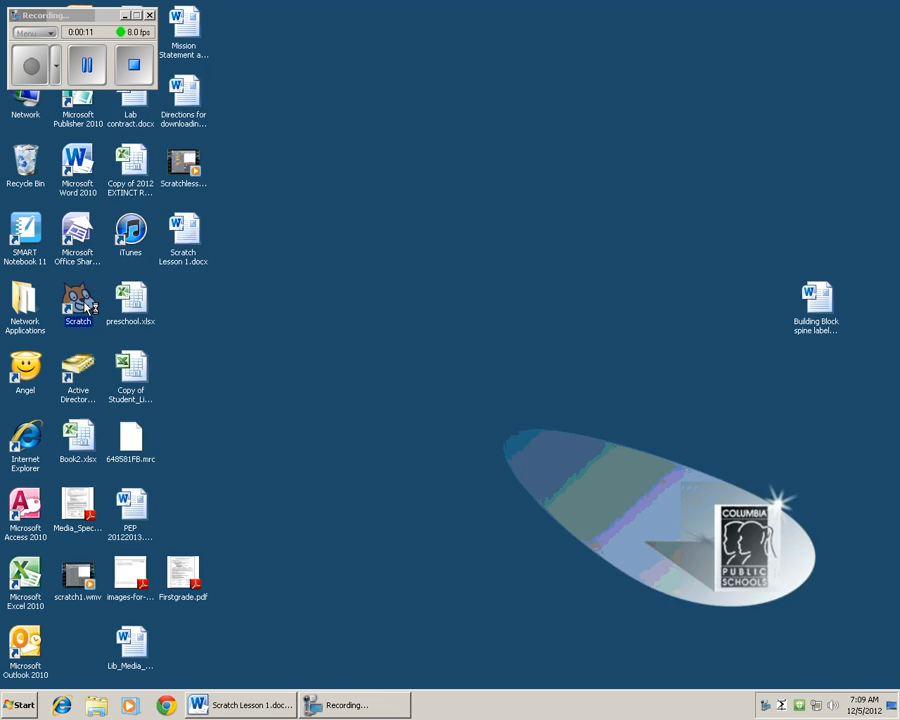 Recording...
Menu
0:00:11
8.0 fps
Mission
Statement a...
Network
Microsoft
Publisher 2010
Lab
contract.docx
Directions for
downloadin...
Recycle Bin
Microsoft
Word 2010
Copy of 2012
EXTINCT R...
Scratchless...
SMART
Notebook 11
Microsoft
Office Shar...
iTunes
Scratch
Lesson 1.docx
Network
Applications
Scratch
preschool.xlsx
Building Block
spine label...
Angel
Active
Director...
Copy of
Student_Li...
Internet
Explorer
Book2.xlsx
648581FB.mrc
Microsoft
Access 2010
Media_Spec...
PEP
20122013....
COLUMBIA
PUBLIC
SCHOOLS
Microsoft
Excel 2010
scratch1.wmv
images-for-...
Firstgrade.pdf
Microsoft
Outlook 2010
Lib_Media_...
Start
Scratch Lesson 1.doc...
Recording...
7:09 AM
12/5/2012